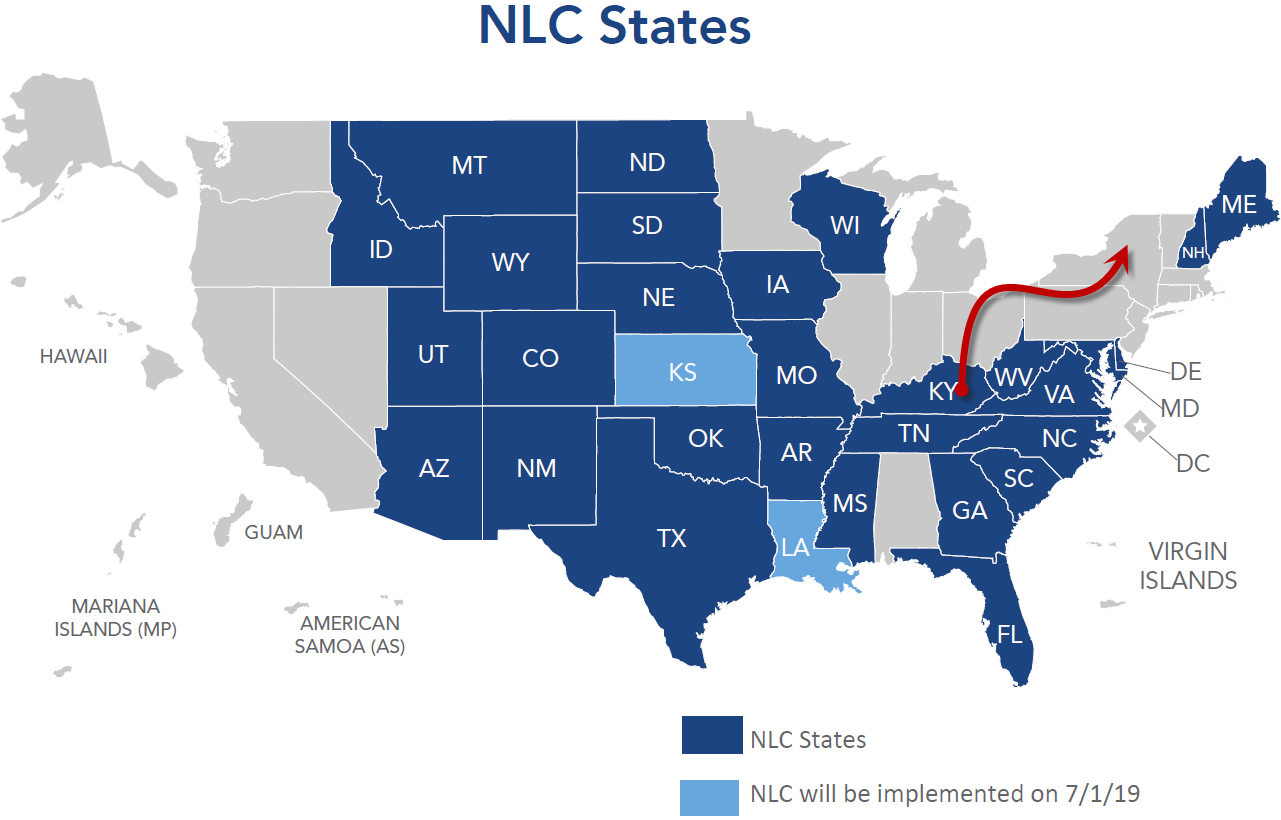 NLC States
MT
ND
ME
SD
WI
ID
NH
WY
NE
IA
HAWAII
UT
CO
KS
MO
KY
WV
VA
DE
MD
TN
NC
OK
AR
AZ
NM
SC
DC
MS
GA
GUAM
TX
LA
VIRGIN
ISLANDS
MARIANA
ISLANDS (MP)
AMERICAN
SAMOA (AS)
FL
NLC States
NLC will be implemented on 7/1/19